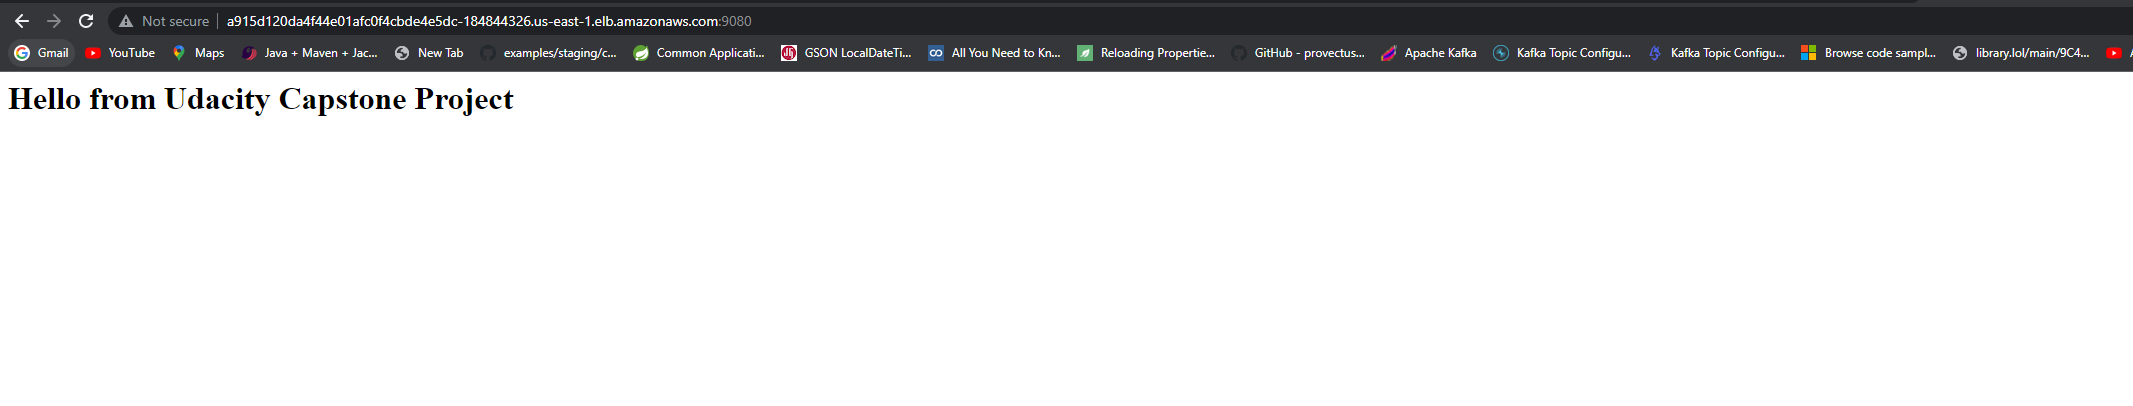 Not secure a915d120da4f44e01afc0f4cbde4e5dc-184844326.us-east-1.elb.amazonaws.com:9080
Gmail YouTube Maps Java + Maven + Jac... New Tab examples/staging/c... Common Applicati... GSON LocalDateTi... All You Need to Kn... Reloading Propertie... GitHub - provectus... Apache Kafka Kafka Topic Configu... Kafka Topic Configu... Browse code sampl... library.lol/main/9C4...
Hello from Udacity Capstone Project